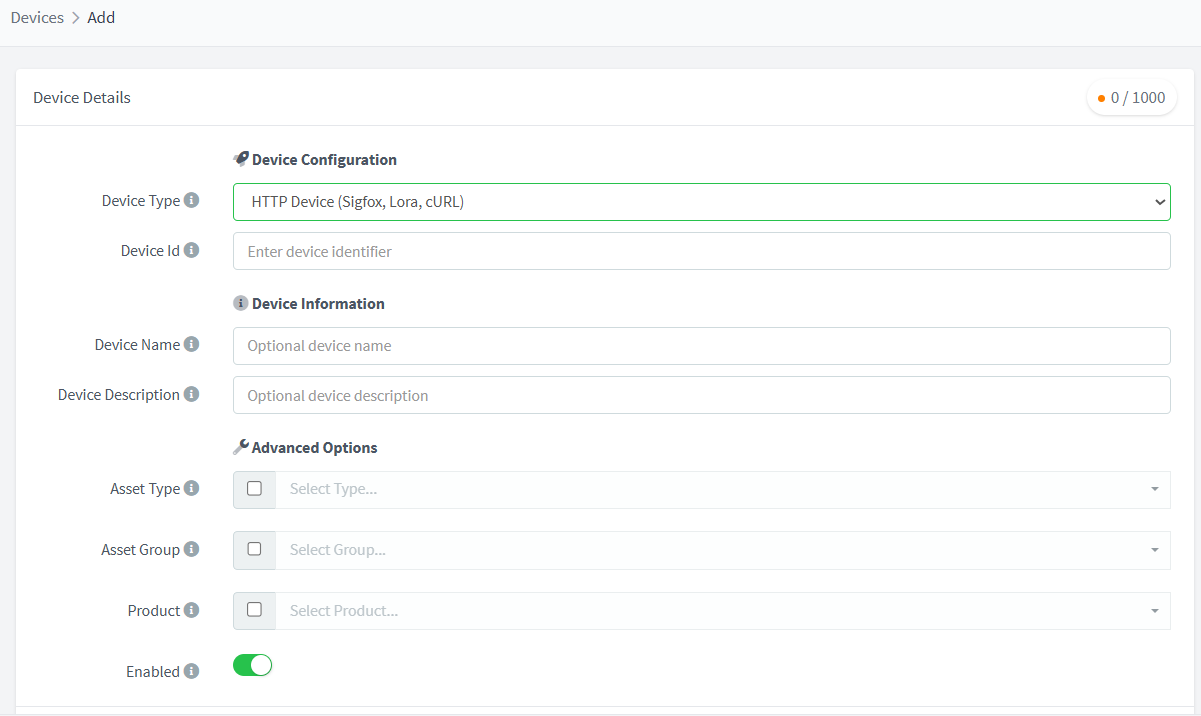 Devices > Add
Device Details
0 / 1000
Device Configuration
Device Type
HTTP Device (Sigfox, Lora, cURL)
Device Id
Enter device identifier
Device Information
Device Name
Optional device name
Device Description
Optional device description
Advanced Options
Asset Type
Select Type...
Asset Group
Select Group...
Product
Select Product...
Enabled